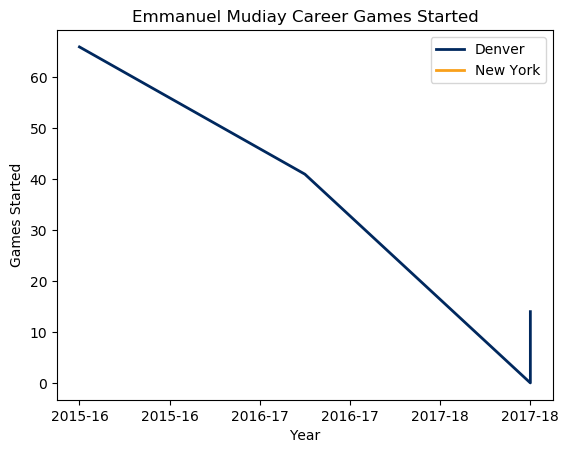 Emmanuel Mudiay Career Games Started
Denver
New York
60
50
40
30
20
10
0
Games Started
2015-16 2015-16 2016-17 2016-17 2017-18 2017-18
Year